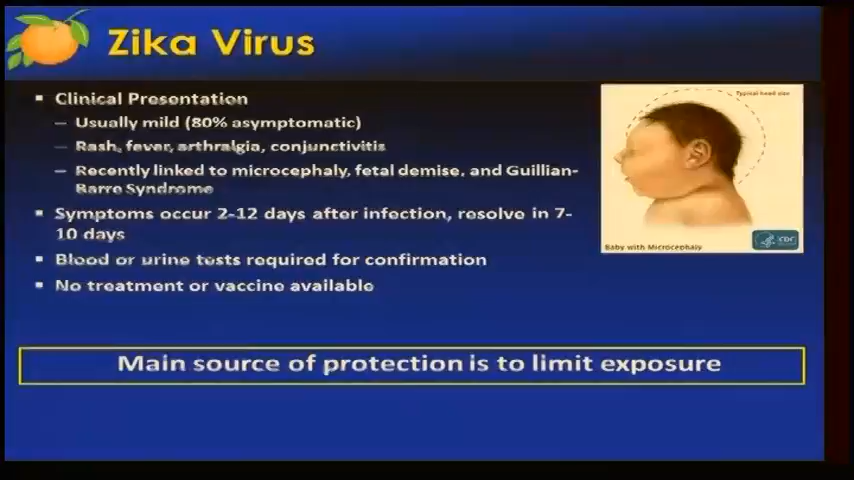 Zika Virus
Clinical Presentation
– Usually mild (80% asymptomatic)
– Rash, fever, arthralgia, conjunctivitis
– Recently linked to microcephaly, fetal demise, and Guillian-
Barre Syndrome
Symptoms occur 2-12 days after infection, resolve in 7-
10 days
Blood or urine tests required for confirmation
No treatment or vaccine available
Typical head size
Baby with Microcephaly
CDC
Main source of protection is to limit exposure